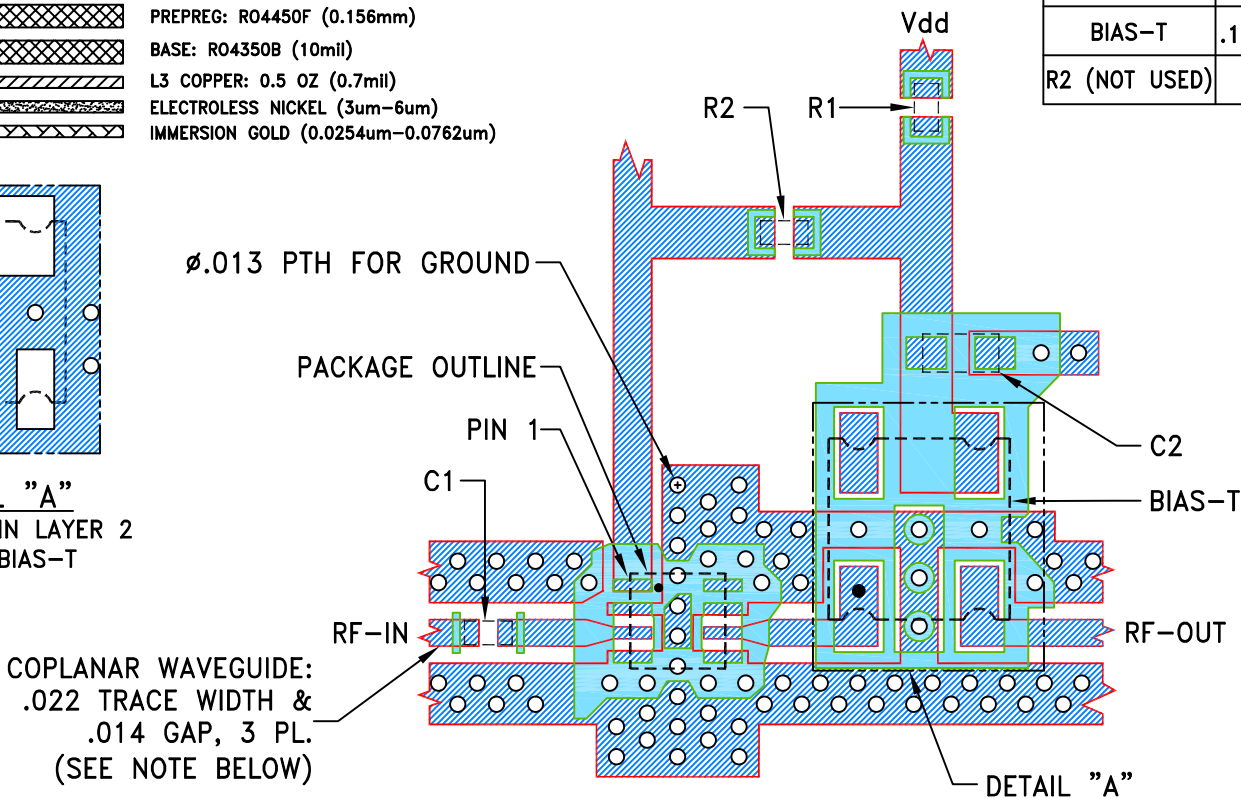 PREPREG: RO4450F (0.156mm)
BASE: RO4350B (10mil)
L3 COPPER: 0.5 OZ (0.7mil)
ELECTROLESS NICKEL (3um-6um)
IMMERSION GOLD (0.0254um-0.0762um)
Vdd
BIAS-T .1
R2 (NOT USED)
R2
R1
ø.013 PTH FOR GROUND
PACKAGE OUTLINE
PIN 1
C1
C2
BIAS-T
"A"
IN LAYER 2
BIAS-T
RF-IN
RF-OUT
COPLANAR WAVEGUIDE:
.022 TRACE WIDTH &
.014 GAP, 3 PL.
(SEE NOTE BELOW)
DETAIL "A"